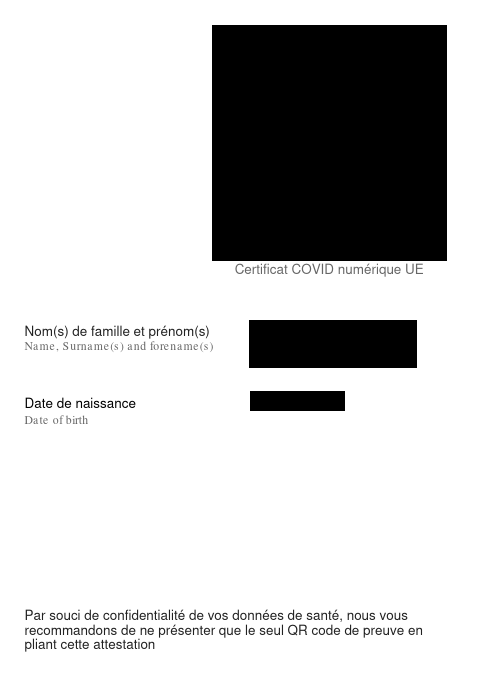 Certificat COVID numérique UE
Nom(s) de famille et prénom(s)
Name, Surname(s) and forename(s)
Date de naissance
Date of birth
Par souci de confidentialité de vos données de santé, nous vous
recommandons de ne présenter que le seul QR code de preuve en
pliant cette attestation